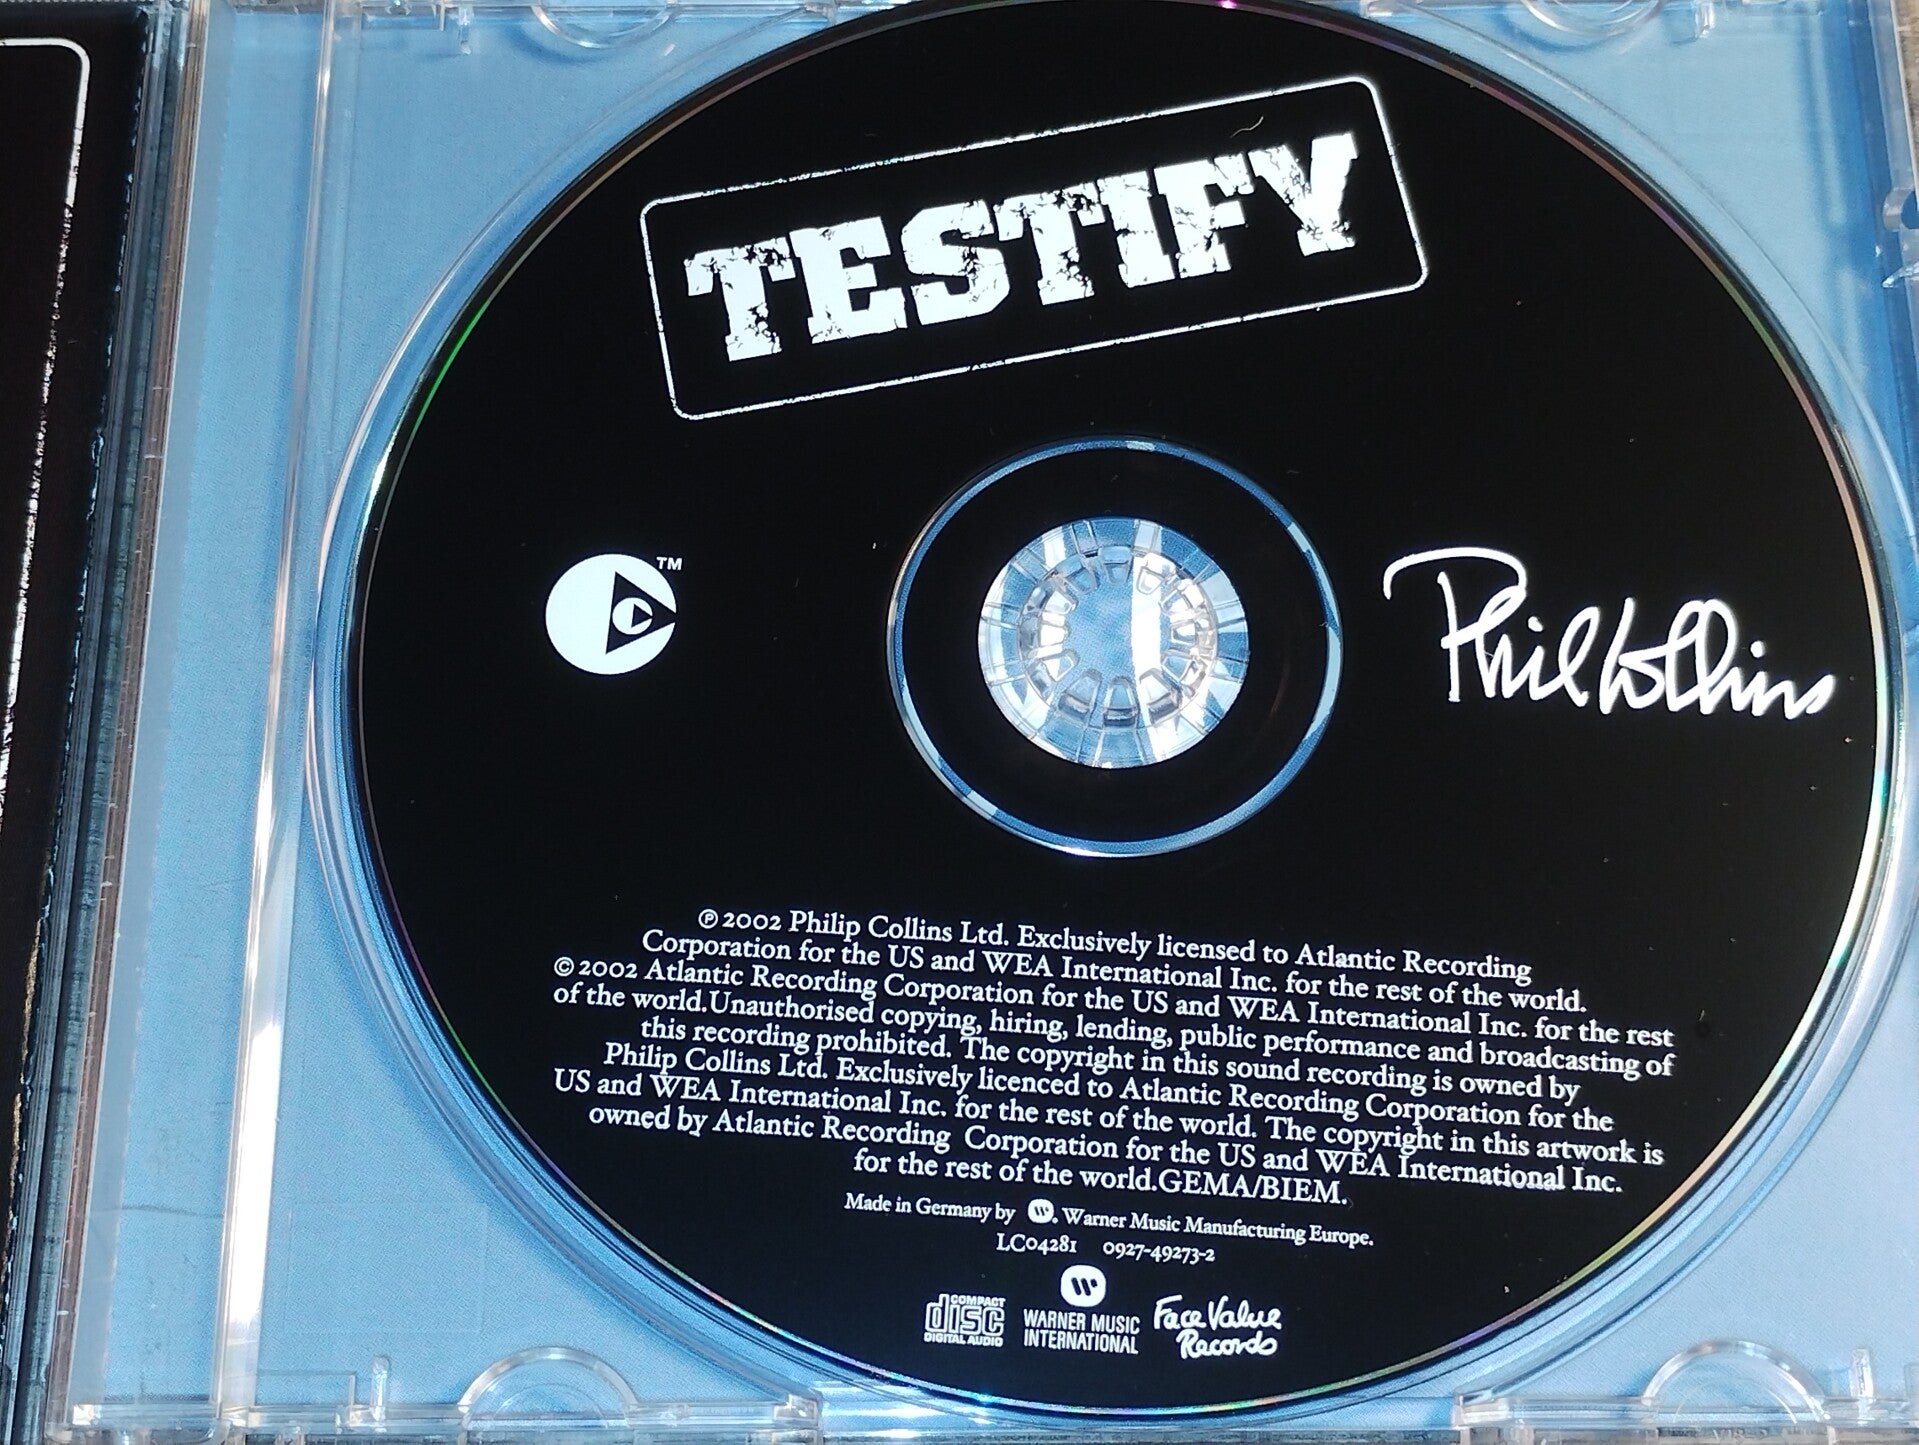 TESTIFY
TM
Phil Collins
℗ 2002 Philip Collins Ltd. Exclusively licensed to Atlantic Recording
Corporation for the US and WEA International Inc. for the rest of the world.
© 2002 Atlantic Recording Corporation for the US and WEA International Inc. for the rest
of the world.Unauthorised copying, hiring, lending, public performance and broadcasting of
this recording prohibited. The copyright in this sound recording is owned by
Philip Collins Ltd. Exclusively licenced to Atlantic Recording Corporation for the
US and WEA International Inc. for the rest of the world. The copyright in this artwork is
owned by Atlantic Recording Corporation for the US and WEA International Inc.
for the rest of the world.GEMA/BIEM.
Made in Germany by W. Warner Music Manufacturing Europe.
LC04281 0927-49273-2
COMPACT
disc
DIGITAL AUDIO
W
WARNER MUSIC
INTERNATIONAL
Face Value
Records